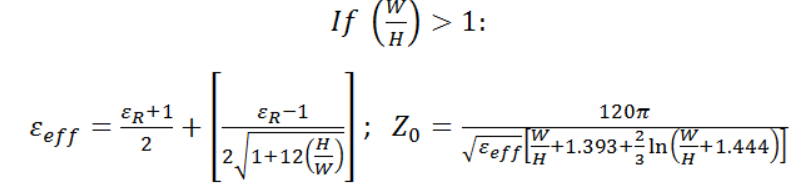 If (W/H) > 1:
ε_eff = (ε_R+1)/2 + [(ε_R−1)/(2√(1+12(H/W)))]; Z_0 = 120π/(√ε_eff[W/H+1.393+2/3 ln(W/H+1.444)])